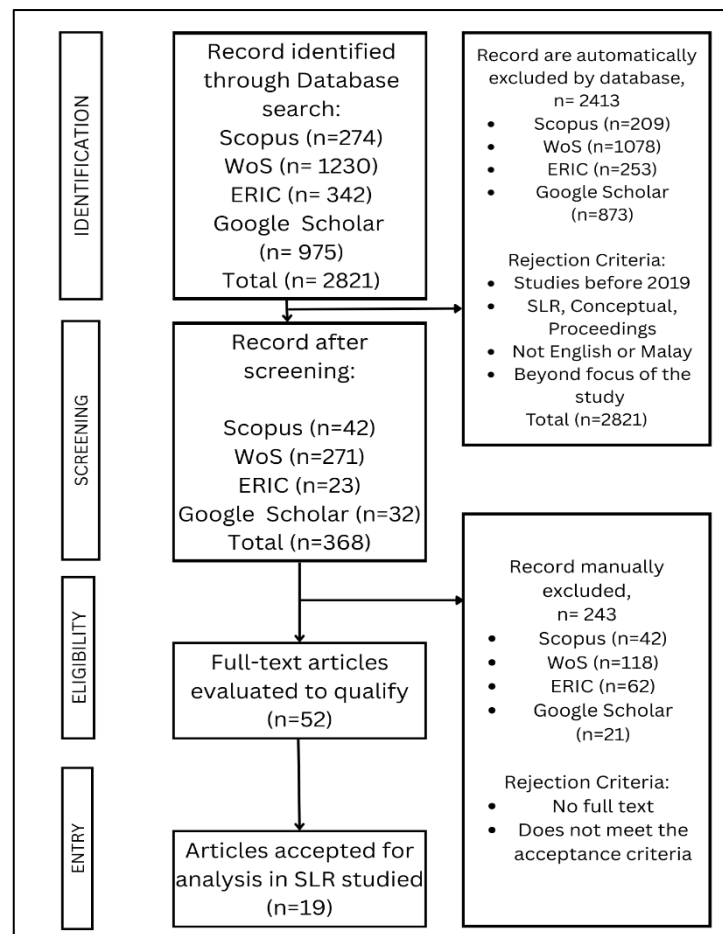 IDENTIFICATION
Record identified
through Database
search:
Scopus (n=274)
WoS (n= 1230)
ERIC (n= 342)
Google Scholar
(n= 975)
Total (n= 2821)
Record are automatically
excluded by database,
n= 2413
• Scopus (n=209)
• WoS (n=1078)
• ERIC (n=253)
• Google Scholar
(n=873)
Rejection Criteria:
• Studies before 2019
• SLR, Conceptual,
Proceedings
• Not English or Malay
• Beyond focus of the
study
Total (n=2821)
SCREENING
Record after
screening:
Scopus (n=42)
WoS (n=271)
ERIC (n=23)
Google Scholar (n=32)
Total (n=368)
Record manually
excluded,
n= 243
• Scopus (n=42)
• WoS (n=118)
• ERIC (n=62)
• Google Scholar
(n=21)
Rejection Criteria:
• No full text
• Does not meet the
acceptance criteria
ELIGIBILITY
Full-text articles
evaluated to qualify
(n=52)
ENTRY
Articles accepted for
analysis in SLR studied
(n=19)